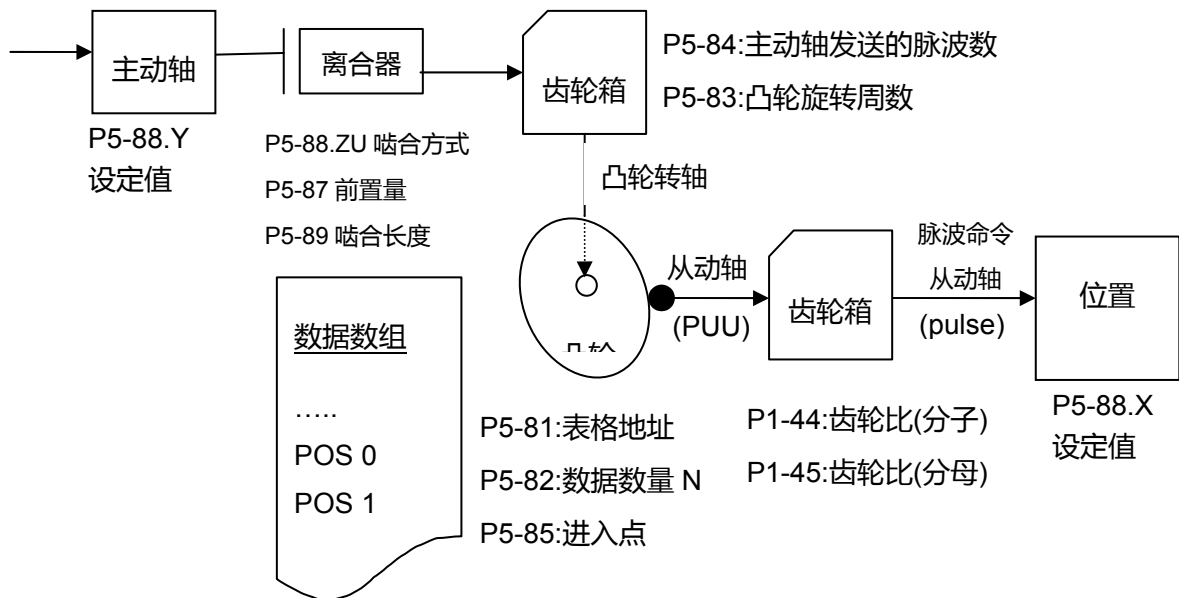 主动轴
P5-88.Y
设定值
离合器
P5-88.ZU 啮合方式
P5-87 前置量
P5-89 啮合长度
齿轮箱
P5-84:主动轴发送的脉波数
P5-83:凸轮旋转周数
凸轮转轴
从动轴
(PUU)
齿轮箱
脉波命令
从动轴
(pulse)
位置
P5-88.X
设定值
数据数组
…..
POS 0
POS 1
P5-81:表格地址
P5-82:数据数量 N
P5-85:进入点
P1-44:齿轮比(分子)
P1-45:齿轮比(分母)